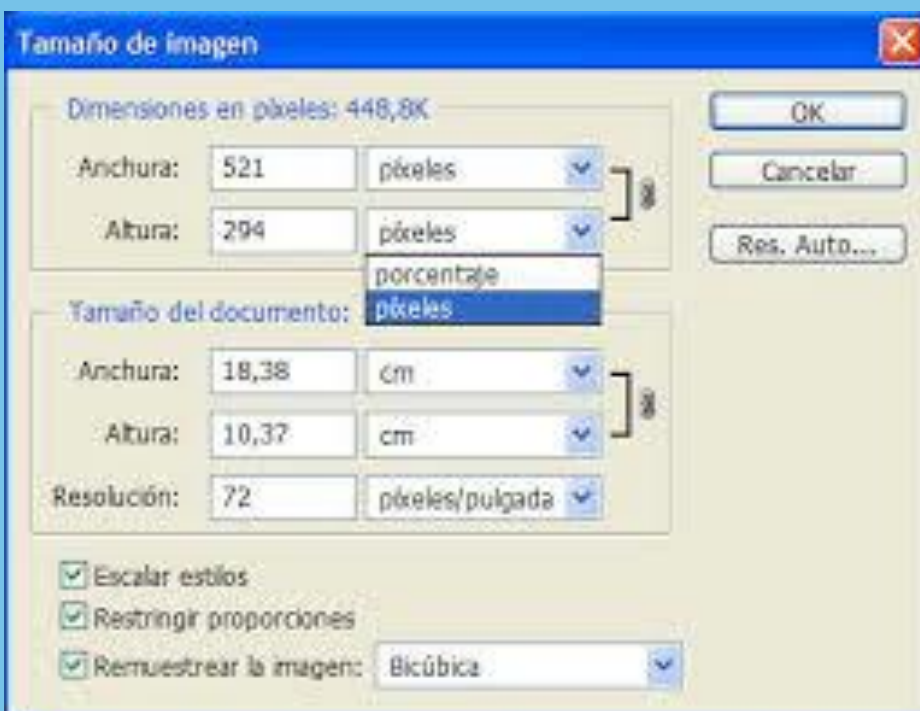 Tamaño de imagen
Dimensiones en píxeles: 448,8K
OK
Anchura: 521 píxeles
Cancelar
Altura: 294 píxeles
Res. Auto...
porcentaje
píxeles
Tamaño del documento:
Anchura: 18,38 cm
Altura: 10,37 cm
Resolución: 72 píxeles/pulgada
Escalar estilos
Restringir proporciones
Remuestrear la imagen: Bicúbica